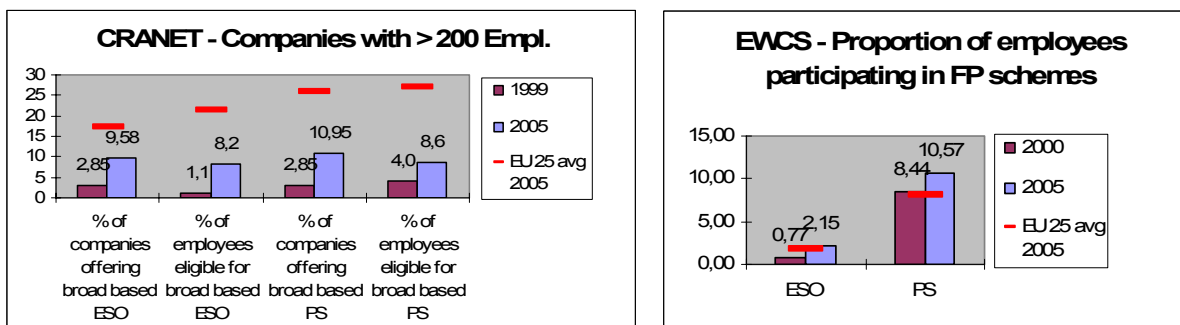 CRANET - Companies with > 200 Empl.
30
25
20
15
10
5
0
2,85
9,58
1,1
8,2
2,85
10,95
4,0
8,6
% of
companies
offering
broad based
ESO
% of
employees
eligible for
broad based
ESO
% of
companies
offering
broad based
PS
% of
employees
eligible for
broad based
PS
1999
2005
EU25 avg
2005
EWCS - Proportion of employees
participating in FP schemes
15,00
10,00
5,00
0,00
0,77
2,15
8,44
10,57
ESO
PS
2000
2005
EU25 avg
2005